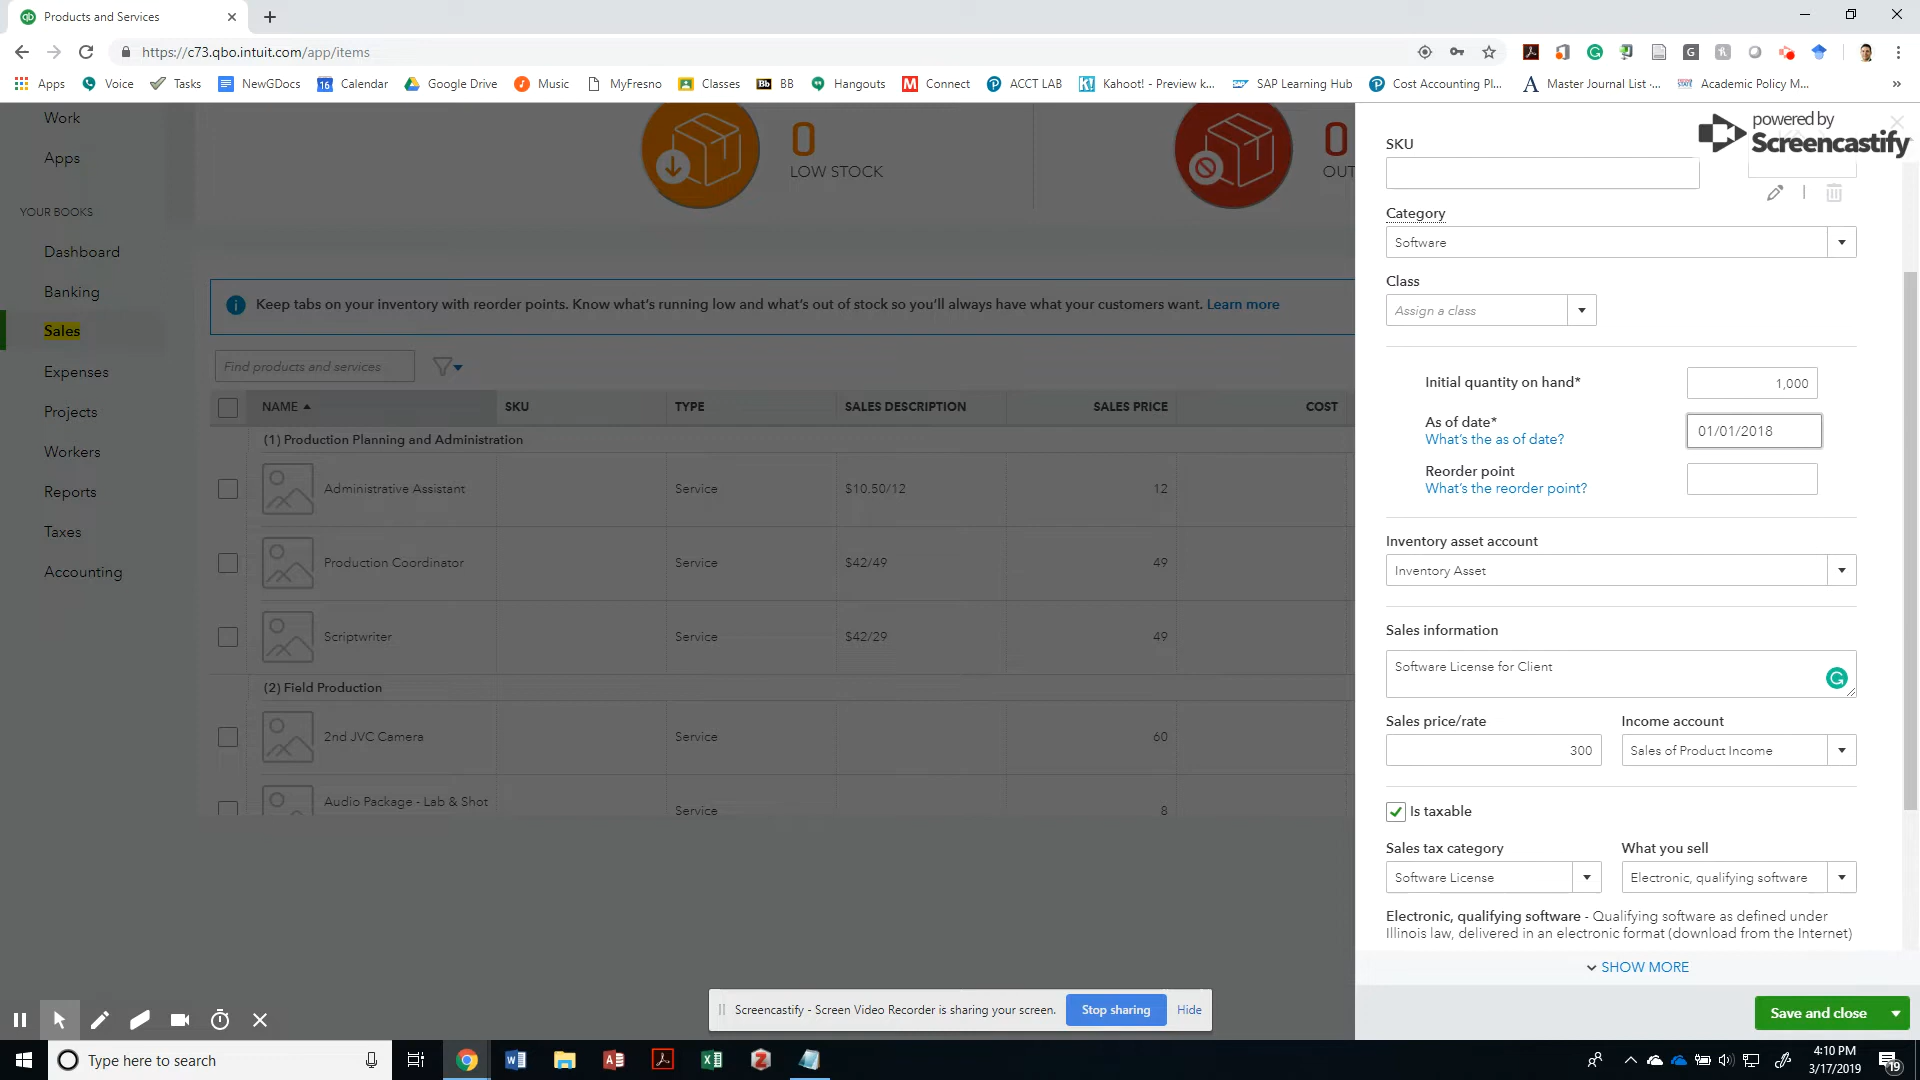 Products and Services
https://c73.qbo.intuit.com/app/items
Apps
Voice
Tasks
NewGDocs
16
Calendar
Google Drive
Music
MyFresno
Classes
Bb
BB
Hangouts
M
Connect
ACCT LAB
Kahoot! - Preview k...
SAP Learning Hub
Cost Accounting Pl...
Master Journal List -...
Academic Policy M...
»
Work
Apps
YOUR BOOKS
Dashboard
Banking
Sales
Expenses
Projects
Workers
Reports
Taxes
Accounting
0
LOW STOCK
0
OUT
Keep tabs on your inventory with reorder points. Know what's running low and what's out of stock so you'll always have what your customers want. Learn more
Find products and services
NAME SKU TYPE SALES DESCRIPTION SALES PRICE COST
(1) Production Planning and Administration
Administrative Assistant Service $10.50/12 12
Production Coordinator Service $42/49 49
Scriptwriter Service $42/29 49
(2) Field Production
2nd JVC Camera Service 60
Audio Package - Lab & Shot Service 8
powered by
Screencastify
SKU
Category
Software
Class
Assign a class
Initial quantity on hand* 1,000
As of date* 01/01/2018
What's the as of date?
Reorder point
What's the reorder point?
Inventory asset account
Inventory Asset
Sales information
Software License for Client
Sales price/rate Income account
300 Sales of Product Income
Is taxable
Sales tax category What you sell
Software License Electronic, qualifying software
Electronic, qualifying software - Qualifying software as defined under
Illinois law, delivered in an electronic format (download from the Internet)
SHOW MORE
Save and close
Screencastify - Screen Video Recorder is sharing your screen. Stop sharing Hide
Type here to search
4:10 PM
3/17/2019
19